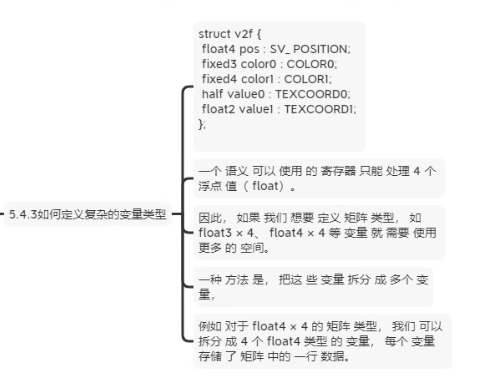 5.4.3如何定义复杂的变量类型
struct v2f {
float4 pos : SV_ POSITION;
fixed3 color0 : COLOR0;
fixed4 color1 : COLOR1;
half value0 : TEXCOORD0;
float2 value1 : TEXCOORD1;
};
一个 语义 可以 使用 的 寄存器 只能 处理 4 个
浮点 值（ float）。
因此， 如果 我们 想要 定义 矩阵 类型， 如
float3 × 4、 float4 × 4 等 变量 就 需要 使用
更多 的 空间。
一种 方法 是， 把这 些 变量 拆分 成 多个 变
量，
例如 对于 float4 × 4 的 矩阵 类型， 我们 可以
拆分 成 4 个 float4 类型 的 变量， 每个 变量
存储 了 矩阵 中的 一行 数据。